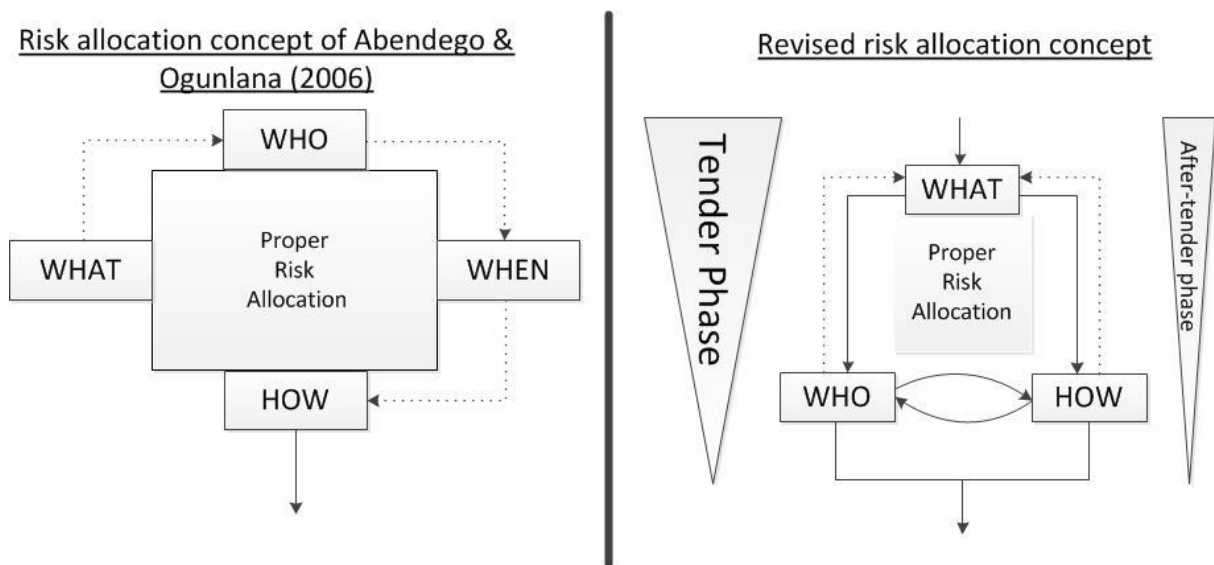 Risk allocation concept of Abendego &
Ogunlana (2006)
WHO
WHAT
Proper
Risk
Allocation
WHEN
HOW
Revised risk allocation concept
Tender Phase
WHAT
Proper
Risk
Allocation
WHO
HOW
After-tender phase